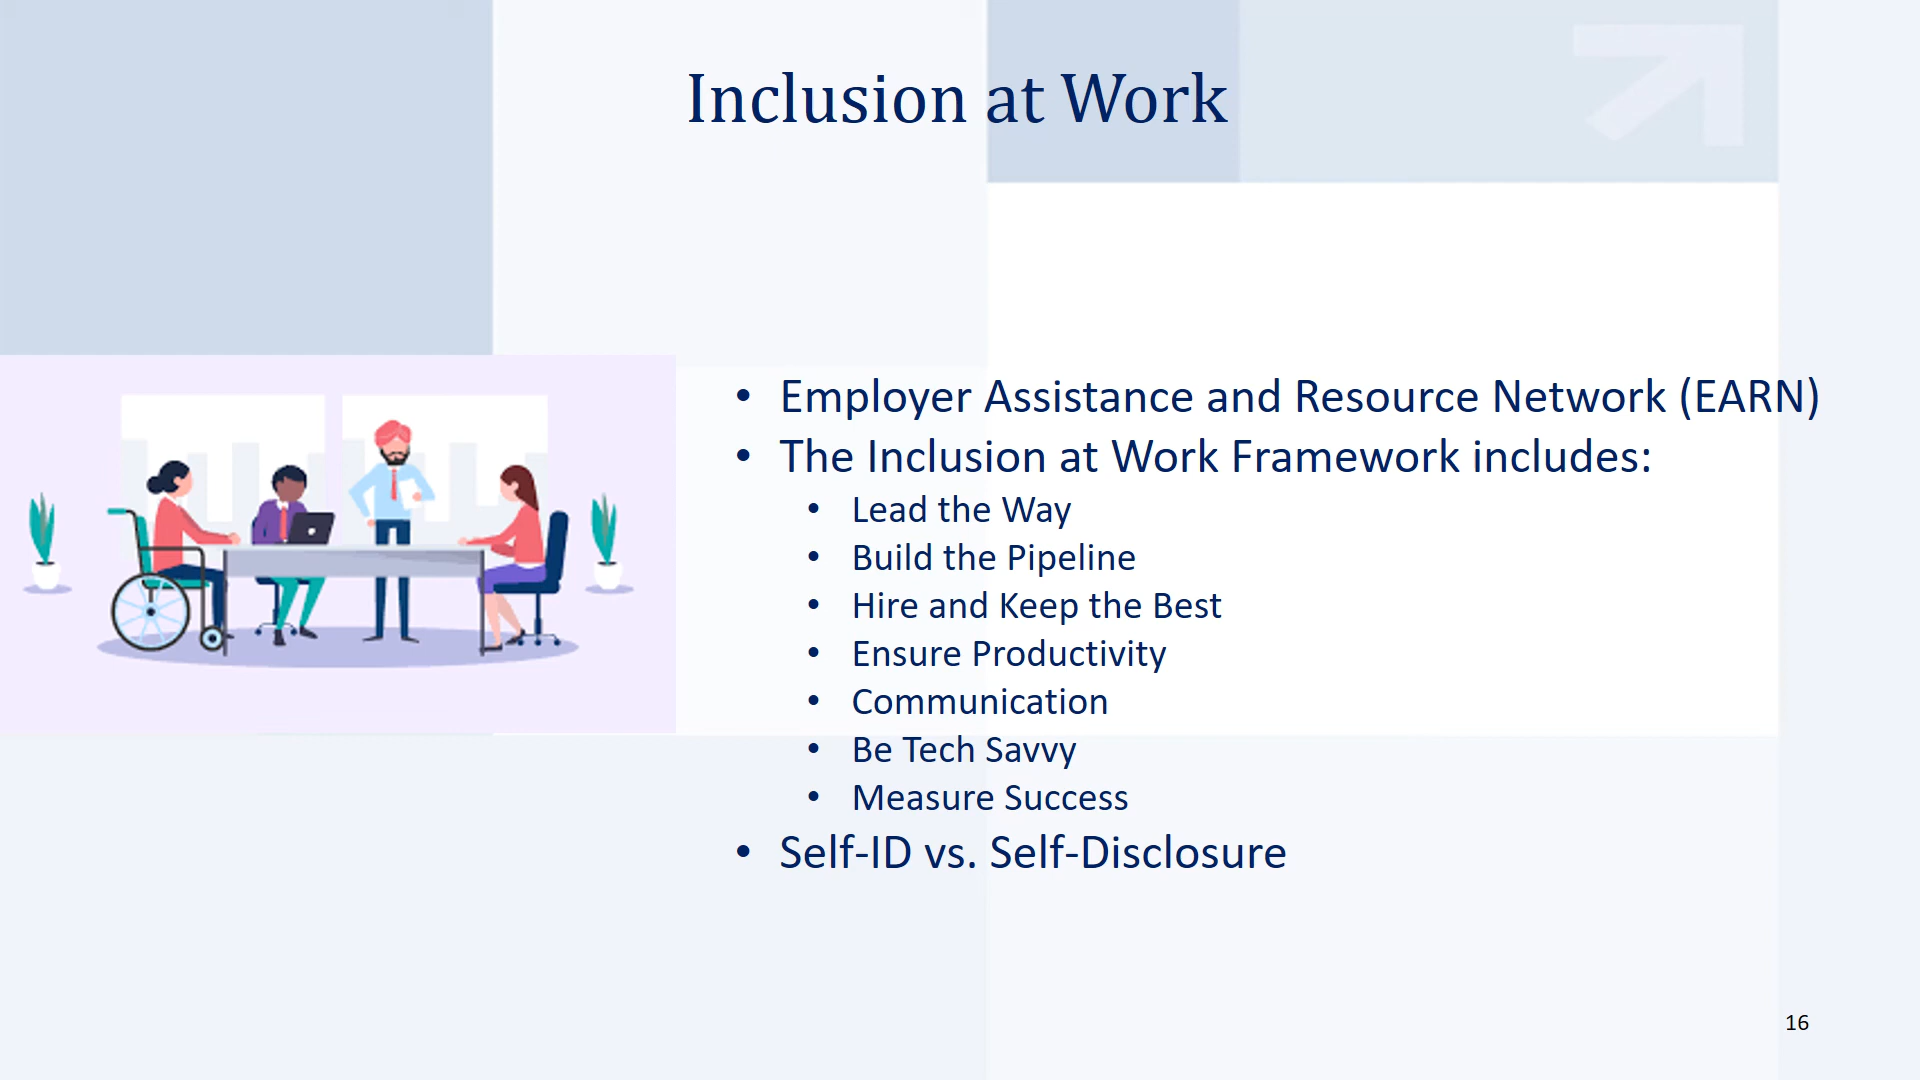 Inclusion at Work
• Employer Assistance and Resource Network (EARN)
• The Inclusion at Work Framework includes:
• Lead the Way
• Build the Pipeline
• Hire and Keep the Best
• Ensure Productivity
• Communication
• Be Tech Savvy
• Measure Success
• Self-ID vs. Self-Disclosure
16